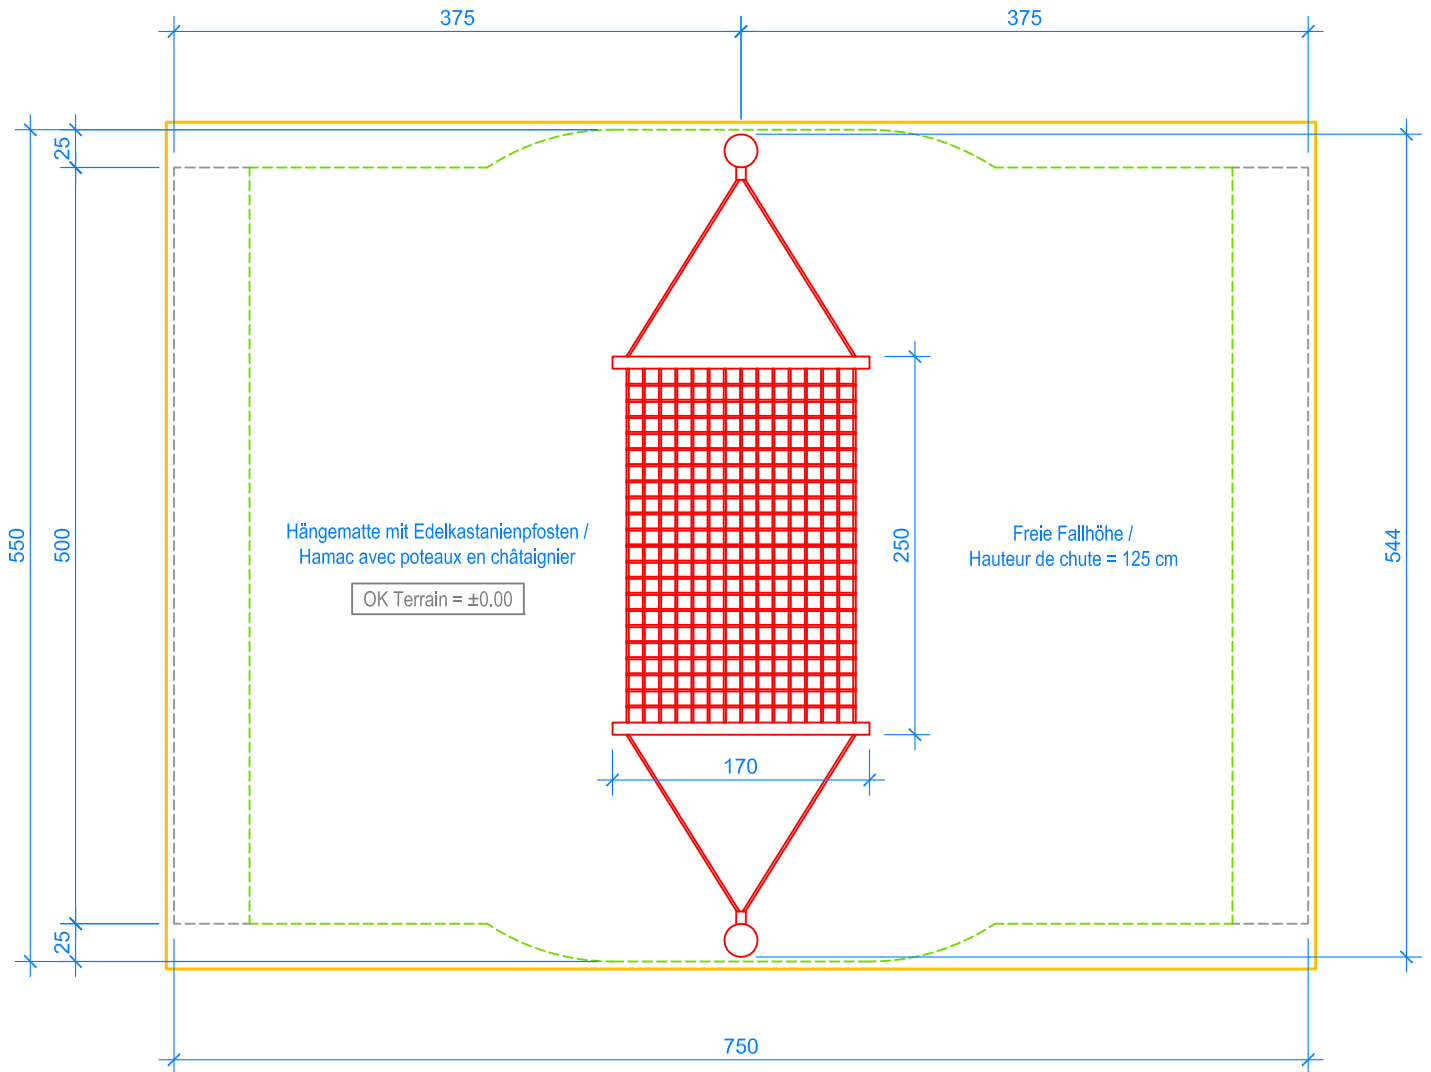 375
375
25
550
500
25
Hängematte mit Edelkastanienpfosten /
Hamac avec poteaux en châtaignier
OK Terrain = ±0.00
250
170
Freie Fallhöhe /
Hauteur de chute = 125 cm
544
750